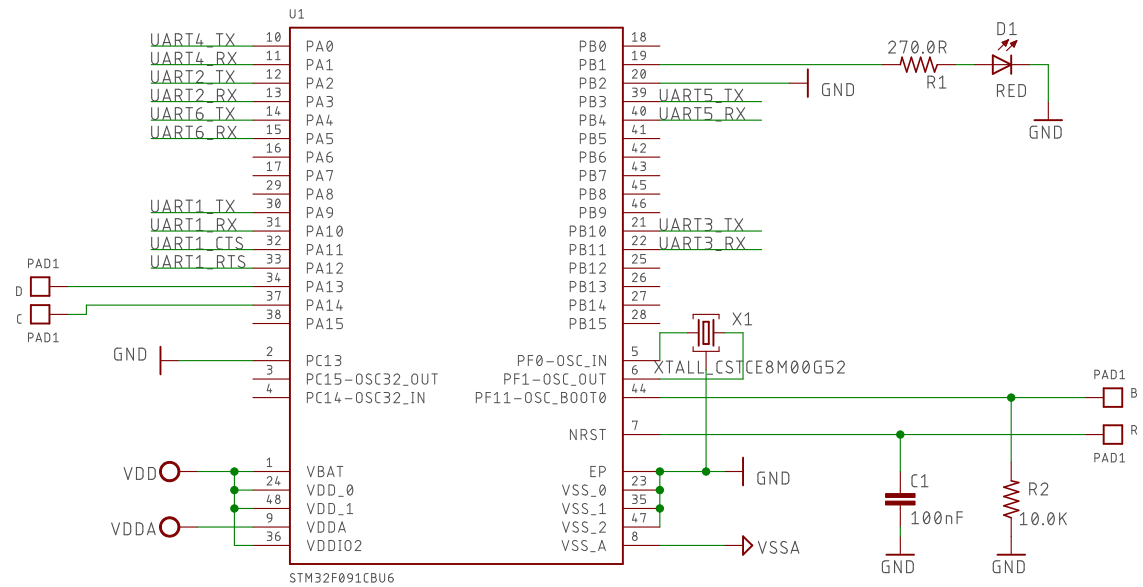 U1
UART4_TX 10 PA0 PB0 18
UART4_RX 11 PA1 PB1 19
UART2_TX 12 PA2 PB2 20 GND
UART2_RX 13 PA3 PB3 39 UART5_TX
UART6_TX 14 PA4 PB4 40 UART5_RX
UART6_RX 15 PA5 PB5 41
16 PA6 PB6 42
17 PA7 PB7 43
29 PA8 PB8 45
UART1_TX 30 PA9 PB9 46
UART1_RX 31 PA10 PB10 21 UART3_TX
UART1_CTS 32 PA11 PB11 22 UART3_RX
UART1_RTS 33 PA12 PB12 25
PAD1
D 34 PA13 PB13 26
C 37 PA14 PB14 27
PAD1
38 PA15 PB15 28
GND 2 PC13 PF0-OSC_IN 5
3 PC15-OSC32_OUT PF1-OSC_OUT 6
4 PC14-OSC32_IN PF11-OSC_BOOT0 44
NRST 7
VDD 1 VBAT EP GND
24 VDD_0 VSS_0 23
48 VDD_1 VSS_1 35
VDDA 9 VDDA VSS_2 47
36 VDDIO2 VSS_A 8 VSSA
STM32F091CBU6
270.0R
R1
D1
RED
GND
X1
XTALL_CSTCE8M00G52
PAD1
B
R
PAD1
C1
100nF
GND
R2
10.0K
GND